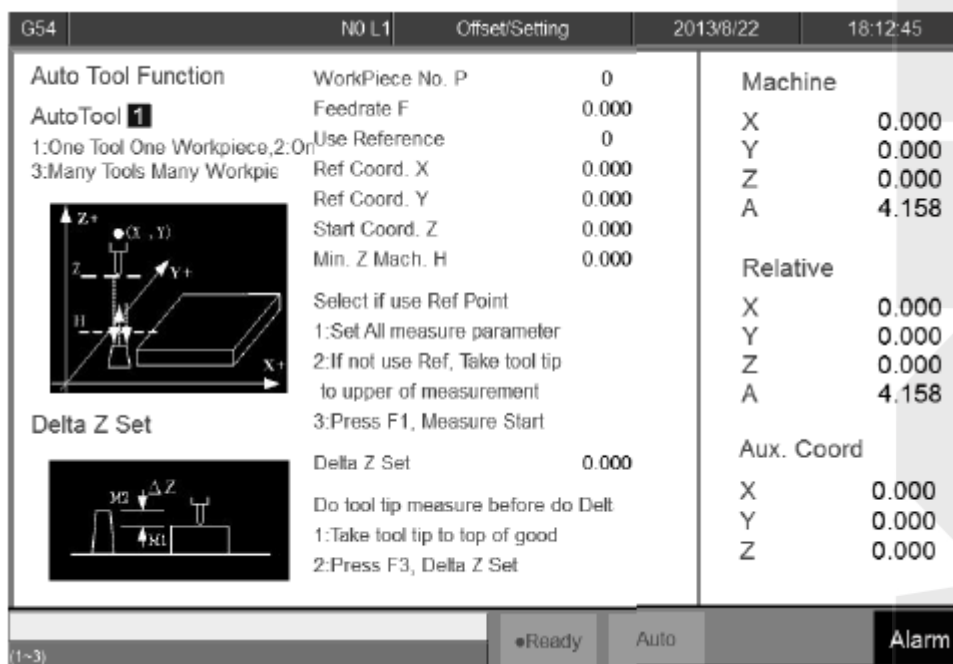 G54 N0 L1 Offset/Setting 2013/8/22 18:12:45
Auto Tool Function
AutoTool 1
1:One Tool One Workpiece,2:On
3:Many Tools Many Workpie
Z+
(X , Y)
Z
Y+
H
X+
Delta Z Set
M2 ΔZ
M1
WorkPiece No. P 0
Feedrate F 0.000
Use Reference 0
Ref Coord. X 0.000
Ref Coord. Y 0.000
Start Coord. Z 0.000
Min. Z Mach. H 0.000
Select if use Ref Point
1:Set All measure parameter
2:If not use Ref, Take tool tip
to upper of measurement
3:Press F1, Measure Start
Delta Z Set 0.000
Do tool tip measure before do Delt
1:Take tool tip to top of good
2:Press F3, Delta Z Set
Machine
X 0.000
Y 0.000
Z 0.000
A 4.158
Relative
X 0.000
Y 0.000
Z 0.000
A 4.158
Aux. Coord
X 0.000
Y 0.000
Z 0.000
●Ready Auto Alarm
(1~3)